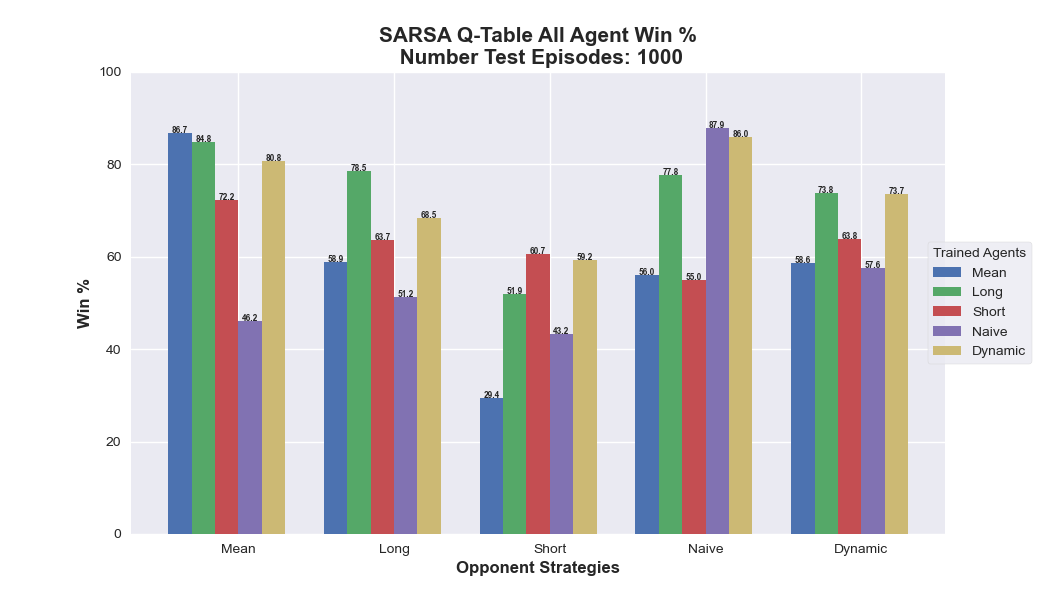 SARSA Q-Table All Agent Win %
Number Test Episodes: 1000
Win %
100
80
60
40
20
0
86.7
84.8
72.2
46.2
80.8
58.9
78.5
63.7
51.2
68.5
29.4
51.9
60.7
43.2
59.2
56.0
77.8
55.0
87.9
86.0
58.6
73.8
63.8
57.6
73.7
Mean
Long
Short
Naive
Dynamic
Opponent Strategies
Trained Agents
Mean
Long
Short
Naive
Dynamic